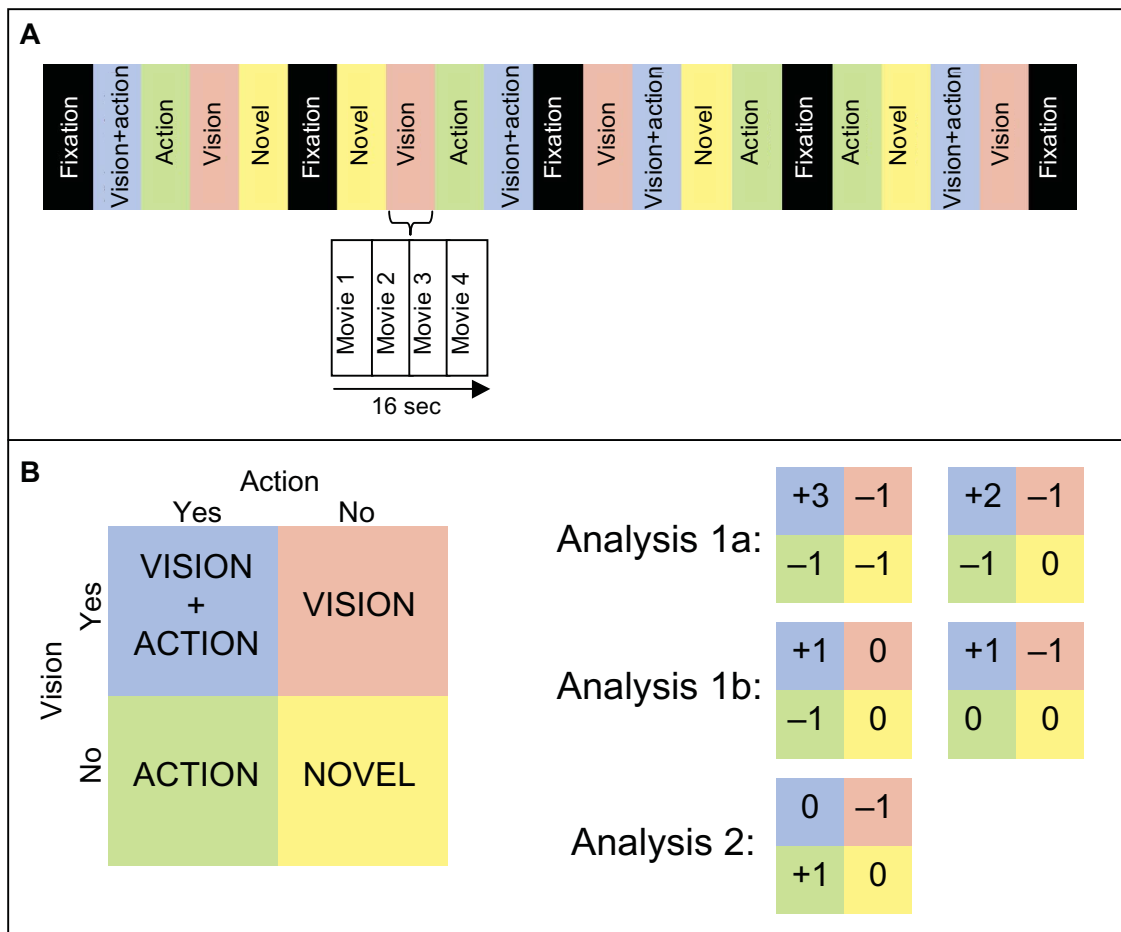 A
Fixation
Vision+action
Action
Vision
Novel
Fixation
Novel
Vision
Action
Vision+action
Fixation
Vision
Vision+action
Novel
Action
Fixation
Action
Novel
Vision+action
Vision
Fixation
Movie 1
Movie 2
Movie 3
Movie 4
16 sec
B
Action
Yes No
Vision
Yes
No
VISION
+
ACTION
VISION
ACTION
NOVEL
Analysis 1a:
+3 –1
–1 –1
+2 –1
–1 0
Analysis 1b:
+1 0
–1 0
+1 –1
0 0
Analysis 2:
0 –1
+1 0